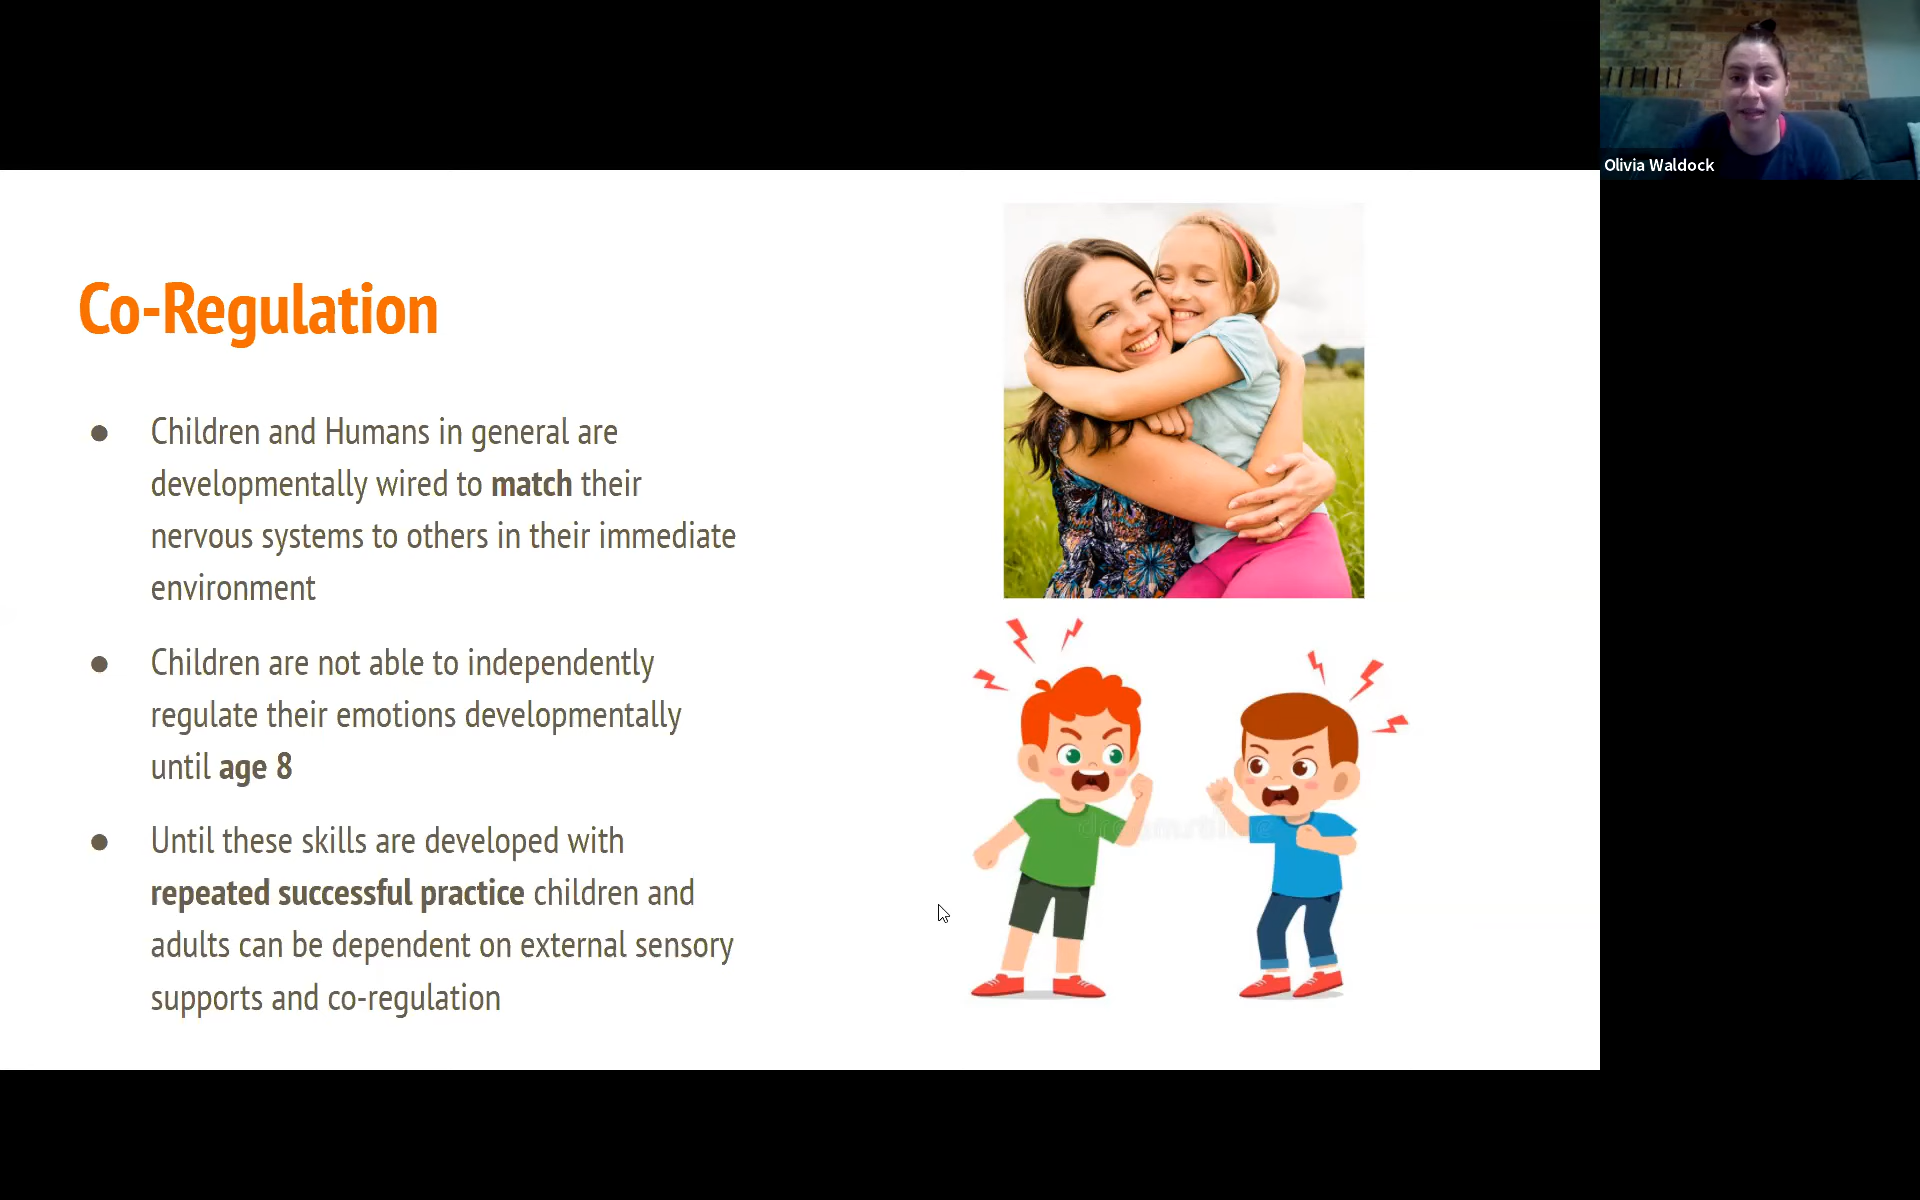 Olivia Waldock
Co-Regulation
● Children and Humans in general are
developmentally wired to match their
nervous systems to others in their immediate
environment
● Children are not able to independently
regulate their emotions developmentally
until age 8
● Until these skills are developed with
repeated successful practice children and
adults can be dependent on external sensory
supports and co-regulation
dreamstime